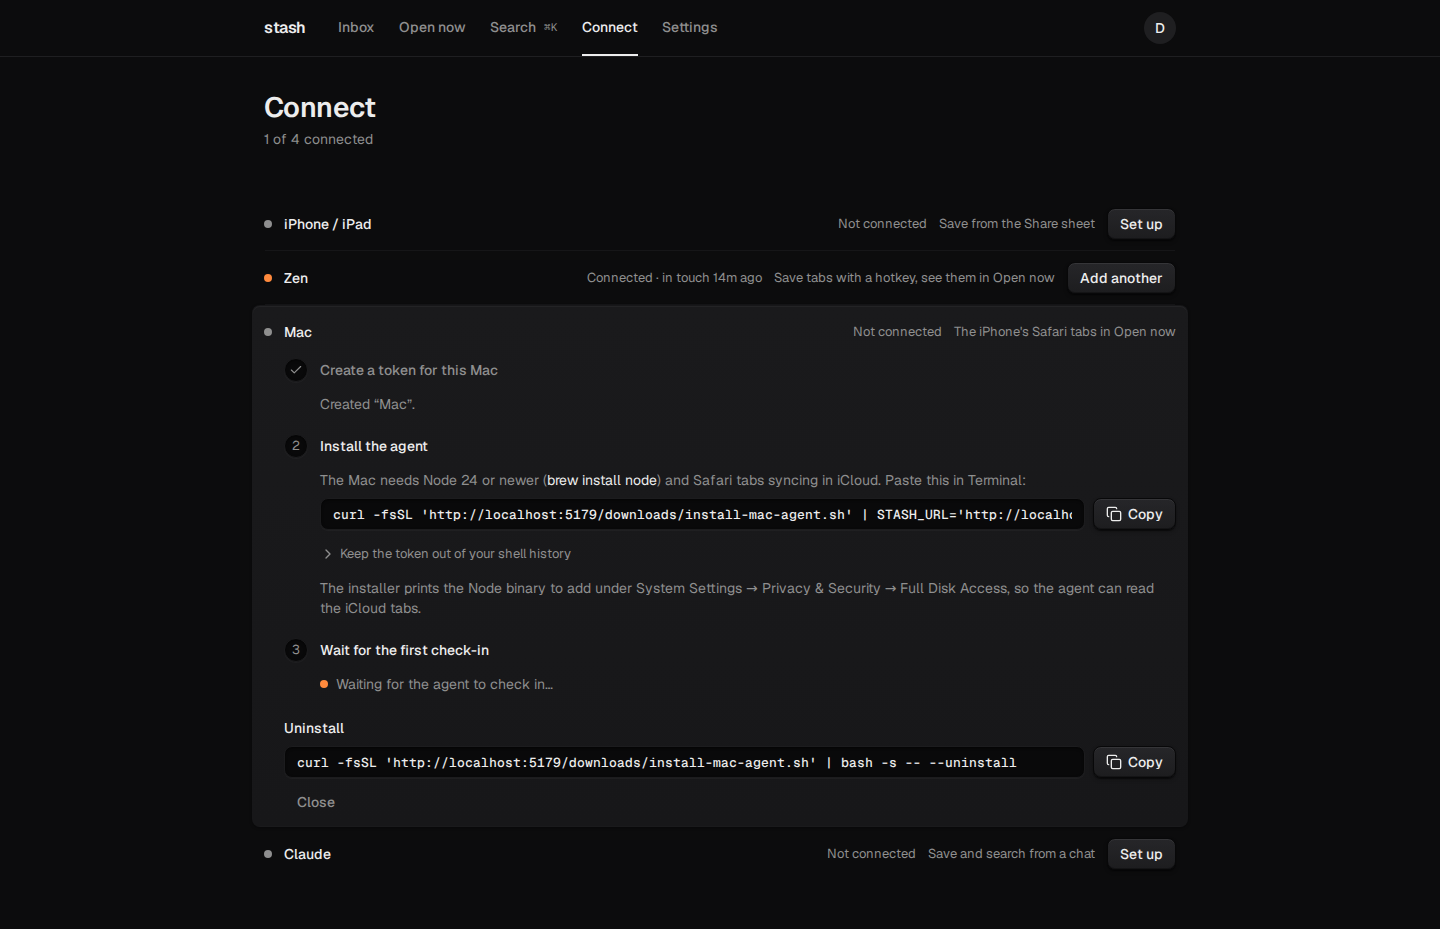 stash Inbox Open now Search ⌘K Connect Settings D
Connect
1 of 4 connected
iPhone / iPad Not connected Save from the Share sheet Set up
Zen Connected · in touch 14m ago Save tabs with a hotkey, see them in Open now Add another
Mac Not connected The iPhone's Safari tabs in Open now
Create a token for this Mac
Created “Mac”.
2 Install the agent
The Mac needs Node 24 or newer (brew install node) and Safari tabs syncing in iCloud. Paste this in Terminal:
curl -fsSL 'http://localhost:5179/downloads/install-mac-agent.sh' | STASH_URL='http://localhc Copy
Keep the token out of your shell history
The installer prints the Node binary to add under System Settings → Privacy & Security → Full Disk Access, so the agent can read
the iCloud tabs.
3 Wait for the first check-in
Waiting for the agent to check in…
Uninstall
curl -fsSL 'http://localhost:5179/downloads/install-mac-agent.sh' | bash -s -- --uninstall Copy
Close
Claude Not connected Save and search from a chat Set up